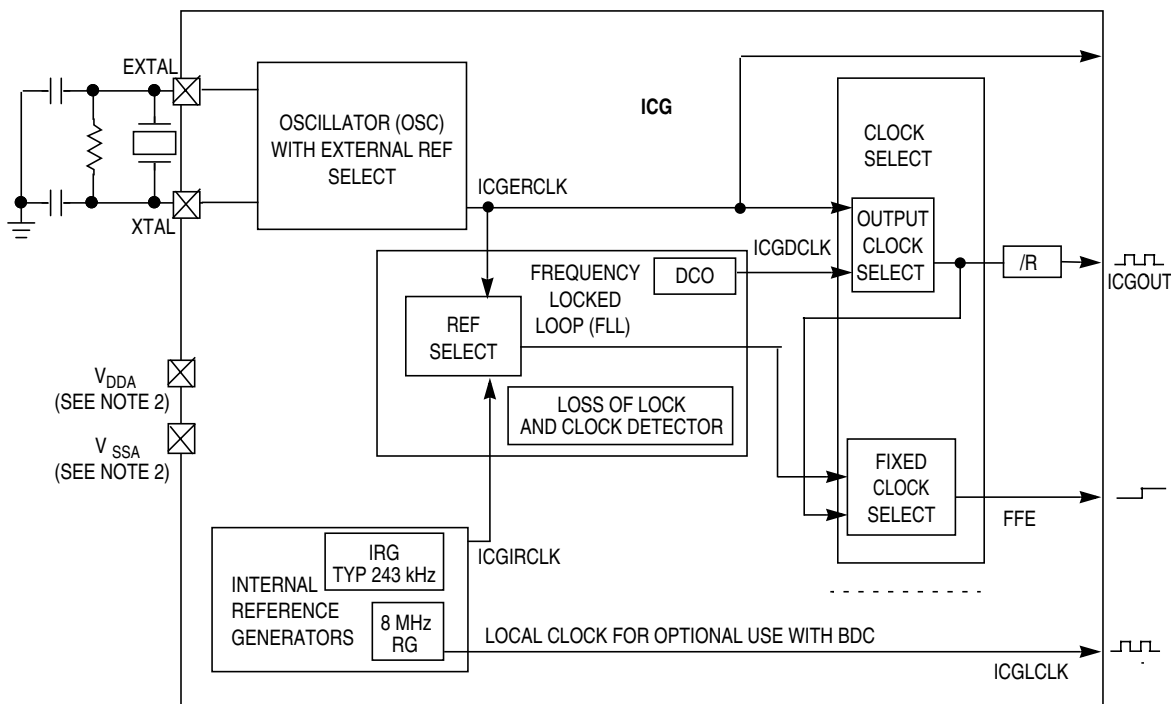 EXTAL
XTAL
OSCILLATOR (OSC)
WITH EXTERNAL REF
SELECT
ICG
CLOCK
SELECT
ICGERCLK
OUTPUT
CLOCK
SELECT
ICGDCLK
/R
ICGOUT
FREQUENCY
LOCKED
LOOP (FLL)
DCO
REF
SELECT
LOSS OF LOCK
AND CLOCK DETECTOR
VDDA
(SEE NOTE 2)
V SSA
(SEE NOTE 2)
FIXED
CLOCK
SELECT
FFE
ICGIRCLK
IRG
TYP 243 kHz
INTERNAL
REFERENCE
GENERATORS
8 MHz
RG
LOCAL CLOCK FOR OPTIONAL USE WITH BDC
ICGLCLK